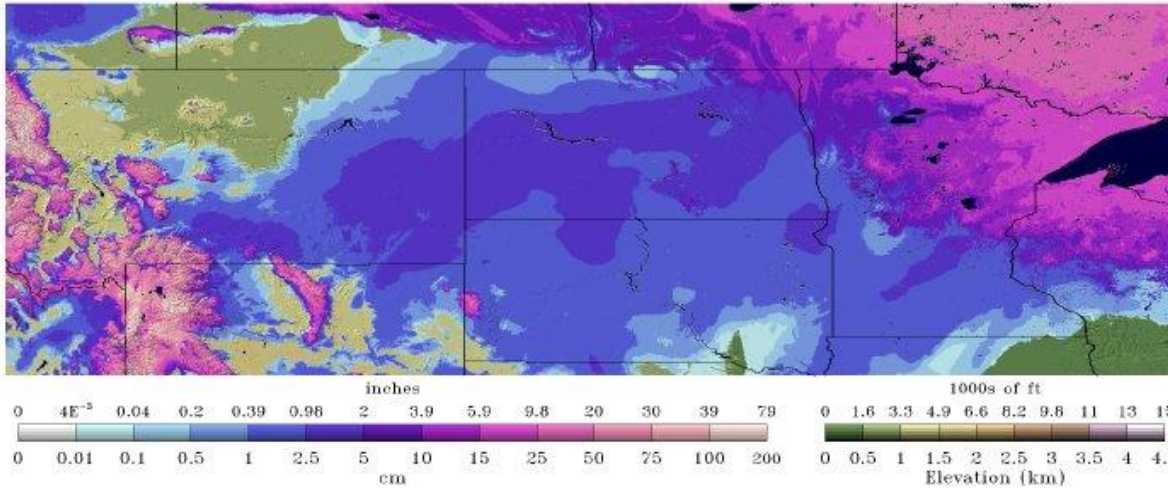 inches
0 4E⁻³ 0.04 0.2 0.39 0.98 2 3.9 5.9 9.8 20 30 39 79
0 0.01 0.1 0.5 1 2.5 5 10 15 25 50 75 100 200
cm
1000s of ft
0 1.6 3.3 4.9 6.6 8.2 9.8 11 13 15
0 0.5 1 1.5 2 2.5 3 3.5 4 4.
Elevation (km)